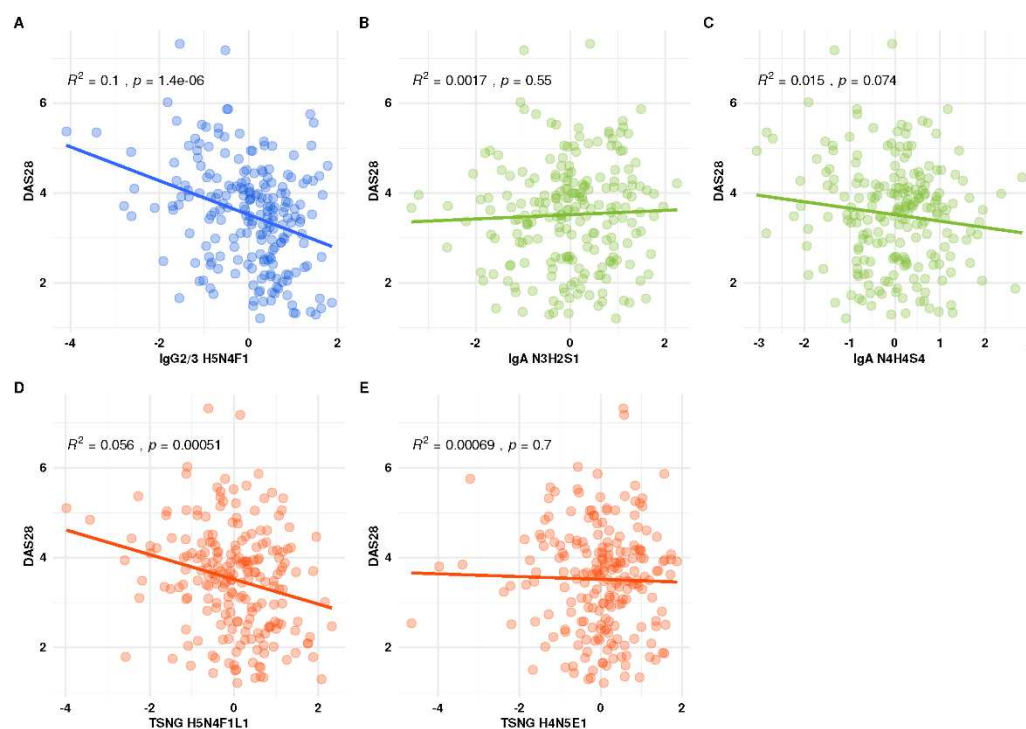 A
R² = 0.1 , p = 1.4e-06
DAS28
6
4
2
-4 -2 0 2
IgG2/3 H5N4F1
B
R² = 0.0017 , p = 0.55
DAS28
6
4
2
-2 0 2
IgA N3H2S1
C
R² = 0.015 , p = 0.074
DAS28
6
4
2
-3 -2 -1 0 1 2 3
IgA N4H4S4
D
R² = 0.056 , p = 0.00051
DAS28
6
4
2
-4 -2 0 2
TSNG H5N4F1L1
E
R² = 0.00069 , p = 0.7
DAS28
6
4
2
-4 -2 0 2
TSNG H4N5E1